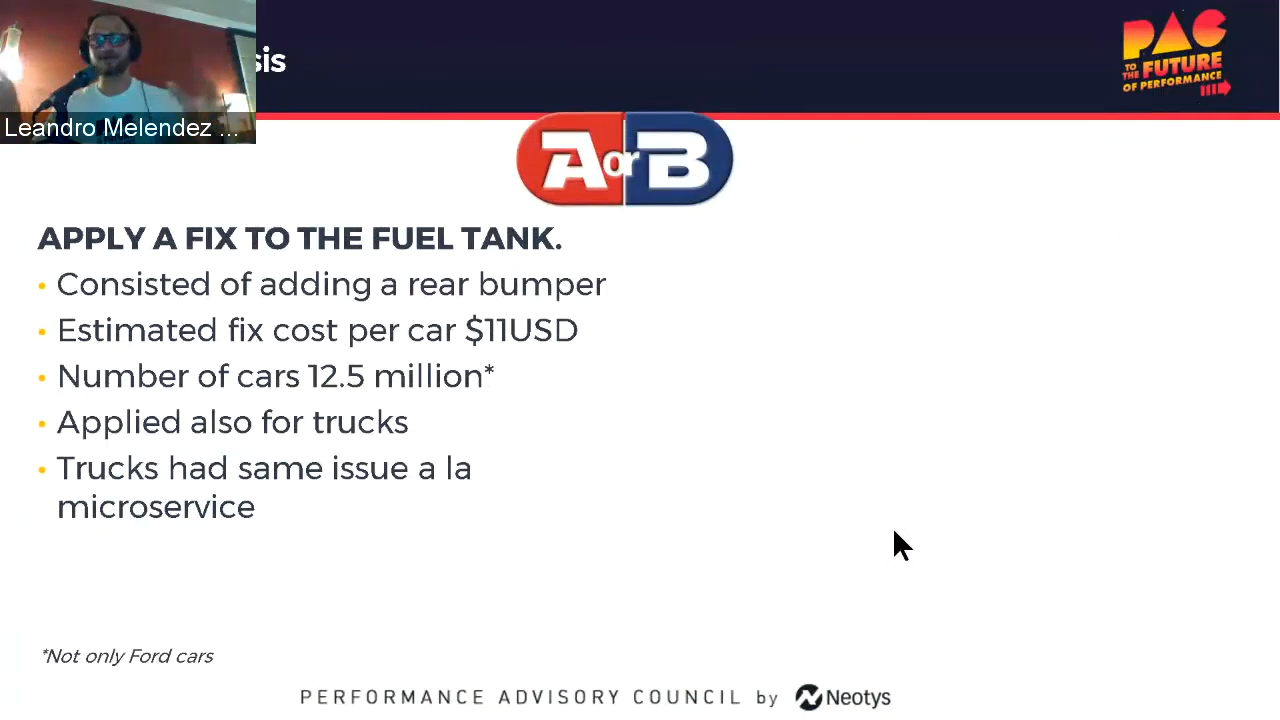 sis
PAC
TO THE FUTURE
OF PERFORMANCE
Leandro Melendez ...
A or B
APPLY A FIX TO THE FUEL TANK.
• Consisted of adding a rear bumper
• Estimated fix cost per car $11USD
• Number of cars 12.5 million*
• Applied also for trucks
• Trucks had same issue a la
microservice
*Not only Ford cars
PERFORMANCE ADVISORY COUNCIL by Neotys